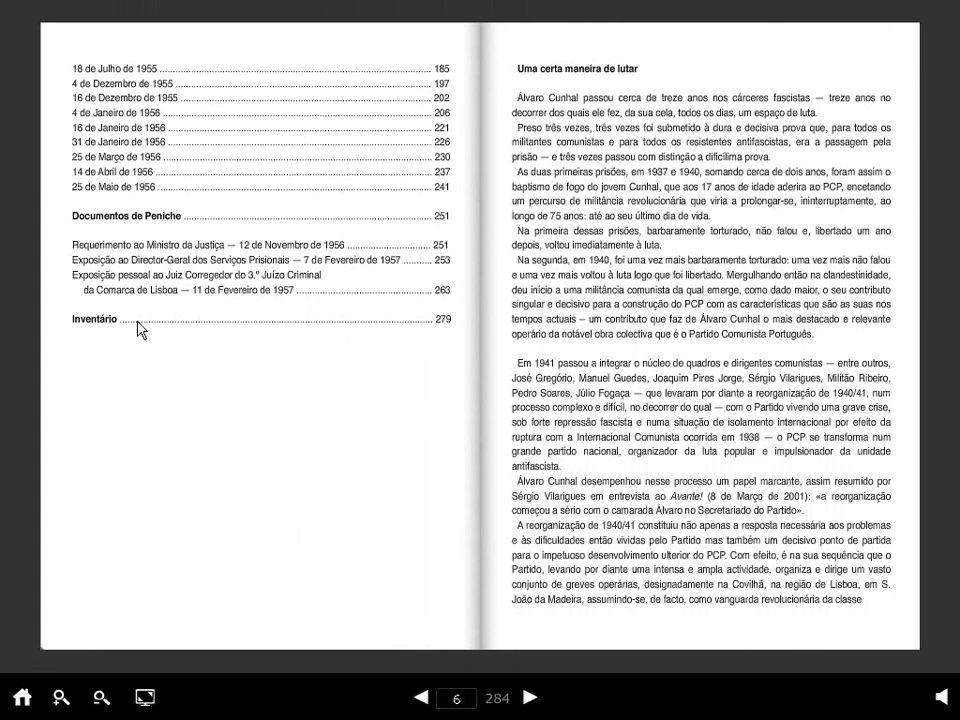 18 de Julho de 1955 ........ 185
4 de Dezembro de 1955 ........ 197
16 de Dezembro de 1955 ........ 202
4 de Janeiro de 1956 ........ 206
16 de Janeiro de 1956 ........ 221
31 de Janeiro de 1956 ........ 226
25 de Março de 1956 ........ 230
14 de Abril de 1956 ........ 237
25 de Maio de 1956 ........ 241
Documentos de Peniche ........ 251
Requerimento ao Ministro da Justiça — 12 de Novembro de 1956 ........ 251
Exposição ao Director-Geral dos Serviços Prisionais — 7 de Fevereiro de 1957 ........ 253
Exposição pessoal ao Juiz Corregedor do 3.º Juízo Criminal
da Comarca de Lisboa — 11 de Fevereiro de 1957 ........ 263
Inventário ........ 279
Uma certa maneira de lutar
Álvaro Cunhal passou cerca de treze anos nos cárceres fascistas — treze anos no
decorrer dos quais ele fez, da sua cela, todos os dias, um espaço de luta.
Preso três vezes, três vezes foi submetido à dura e decisiva prova que, para todos os
militantes comunistas e para todos os resistentes antifascistas, era a passagem pela
prisão — e três vezes passou com distinção a dificílima prova.
As duas primeiras prisões, em 1937 e 1940, somando cerca de dois anos, foram assim o
baptismo de fogo do jovem Cunhal, que aos 17 anos de idade aderira ao PCP, encetando
um percurso de militância revolucionária que viria a prolongar-se, ininterruptamente, ao
longo de 75 anos: até ao seu último dia de vida.
Na primeira dessas prisões, barbaramente torturado, não falou e, libertado um ano
depois, voltou imediatamente à luta.
Na segunda, em 1940, foi uma vez mais barbaramente torturado: uma vez mais não falou
e uma vez mais voltou à luta logo que foi libertado. Mergulhando então na clandestinidade,
deu início a uma militância comunista da qual emerge, como dado maior, o seu contributo
singular e decisivo para a construção do PCP com as características que são as suas nos
tempos actuais – um contributo que faz de Álvaro Cunhal o mais destacado e relevante
operário da notável obra colectiva que é o Partido Comunista Português.
Em 1941 passou a integrar o núcleo de quadros e dirigentes comunistas — entre outros,
José Gregório, Manuel Guedes, Joaquim Pires Jorge, Sérgio Vilarigues, Militão Ribeiro,
Pedro Soares, Júlio Fogaça — que levaram por diante a reorganização de 1940/41, num
processo complexo e difícil, no decorrer do qual — com o Partido vivendo uma grave crise,
sob forte repressão fascista e numa situação de isolamento internacional por efeito da
ruptura com a Internacional Comunista ocorrida em 1938 — o PCP se transforma num
grande partido nacional, organizador da luta popular e impulsionador da unidade
antifascista.
Álvaro Cunhal desempenhou nesse processo um papel marcante, assim resumido por
Sérgio Vilarigues em entrevista ao Avante! (8 de Março de 2001): «a reorganização
começou a sério com o camarada Álvaro no Secretariado do Partido».
A reorganização de 1940/41 constituiu não apenas a resposta necessária aos problemas
e às dificuldades então vividas pelo Partido mas também um decisivo ponto de partida
para o impetuoso desenvolvimento ulterior do PCP. Com efeito, é na sua sequência que o
Partido, levando por diante uma intensa e ampla actividade, organiza e dirige um vasto
conjunto de greves operárias, designadamente na Covilhã, na região de Lisboa, em S.
João da Madeira, assumindo-se, de facto, como vanguarda revolucionária da classe
6 284